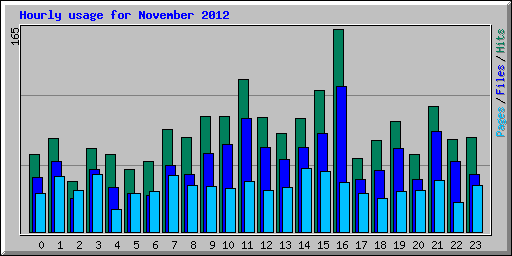 Hourly usage for November 2012
165
Pages / Files / Hits
0 1 2 3 4 5 6 7 8 9 10 11 12 13 14 15 16 17 18 19 20 21 22 23